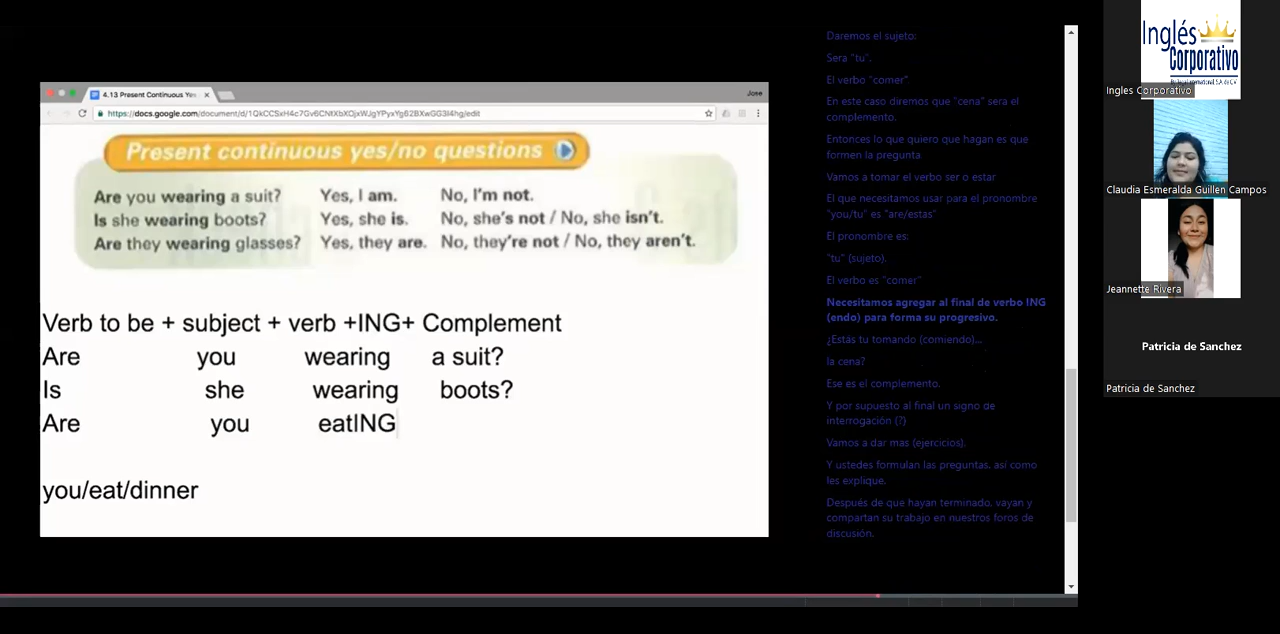 4.13 Present Continuous Yes
Jose
https://docs.google.com/document/d/1QkCCSxH4c7Gv6CNtXbXOjxWJgYPyxYg62BXwGG3l4hg/edit
Present continuous yes/no questions
Are you wearing a suit? Yes, I am. No, I'm not.
Is she wearing boots? Yes, she is. No, she's not / No, she isn't.
Are they wearing glasses? Yes, they are. No, they're not / No, they aren't.
Verb to be + subject + verb +ING+ Complement
Are you wearing a suit?
Is she wearing boots?
Are you eatING
you/eat/dinner
Daremos el sujeto:
Sera "tu".
El verbo "comer"
En este caso diremos que "cena" sera el
complemento.
Entonces lo que quiero que hagan es que
formen la pregunta
Vamos a tomar el verbo ser o estar
El que necesitamos usar para el pronombre
"you/tu" es "are/estas"
El pronombre es:
"tu" (sujeto).
El verbo es "comer"
Necesitamos agregar al final de verbo ING
(endo) para forma su progresivo.
¿Estás tu tomando (comiendo)...
la cena?
Ese es el complemento.
Y por supuesto al final un signo de
interrogación (?)
Vamos a dar mas (ejercicios).
Y ustedes formulan las preguntas, así como
les explique.
Después de que hayan terminado, vayan y
compartan su trabajo en nuestros foros de
discusión.
Inglés
Corporativo
Ingles Corporativo
Claudia Esmeralda Guillen Campos
Jeannette Rivera
Patricia de Sanchez
Patricia de Sanchez